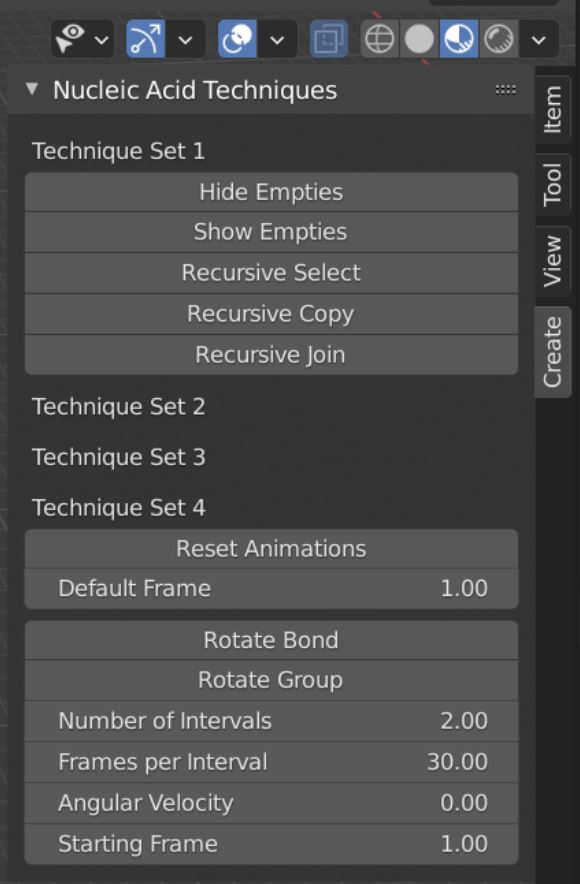 Nucleic Acid Techniques
Technique Set 1
Hide Empties
Show Empties
Recursive Select
Recursive Copy
Recursive Join
Technique Set 2
Technique Set 3
Technique Set 4
Reset Animations
Default Frame 1.00
Rotate Bond
Rotate Group
Number of Intervals 2.00
Frames per Interval 30.00
Angular Velocity 0.00
Starting Frame 1.00
Item
Tool
View
Create